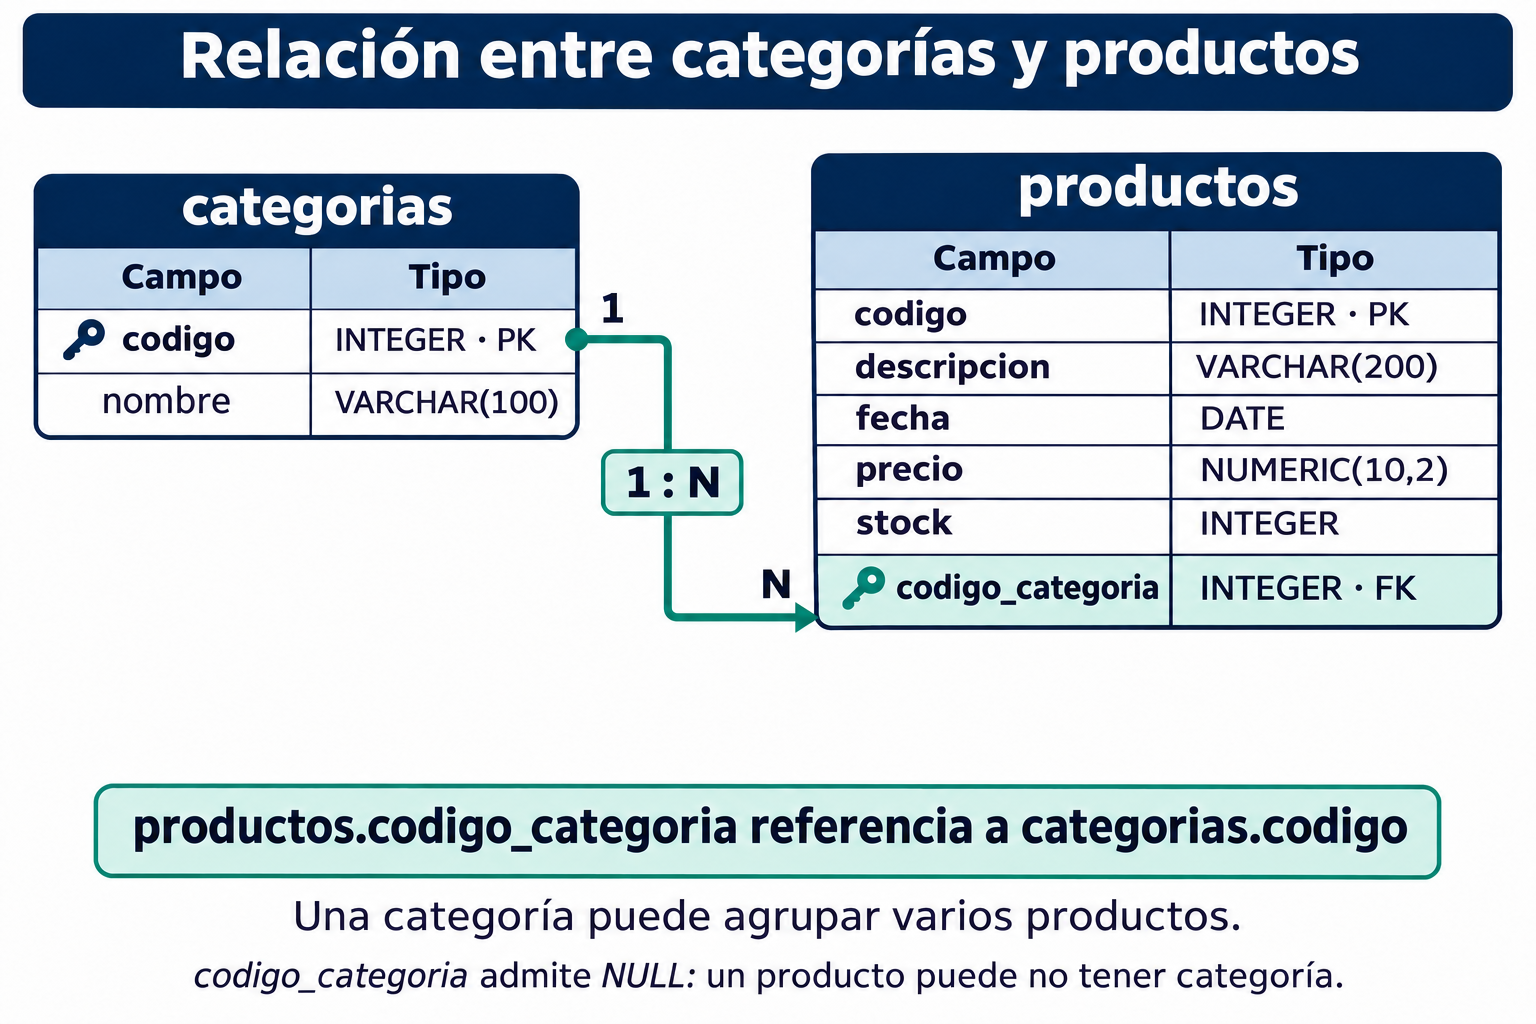 Relación entre categorías y productos
categorias
Campo Tipo
codigo INTEGER · PK
nombre VARCHAR(100)
1
1 : N
N
productos
Campo Tipo
codigo INTEGER · PK
descripcion VARCHAR(200)
fecha DATE
precio NUMERIC(10,2)
stock INTEGER
codigo_categoria INTEGER · FK
productos.codigo_categoria referencia a categorias.codigo
Una categoría puede agrupar varios productos.
codigo_categoria admite NULL: un producto puede no tener categoría.